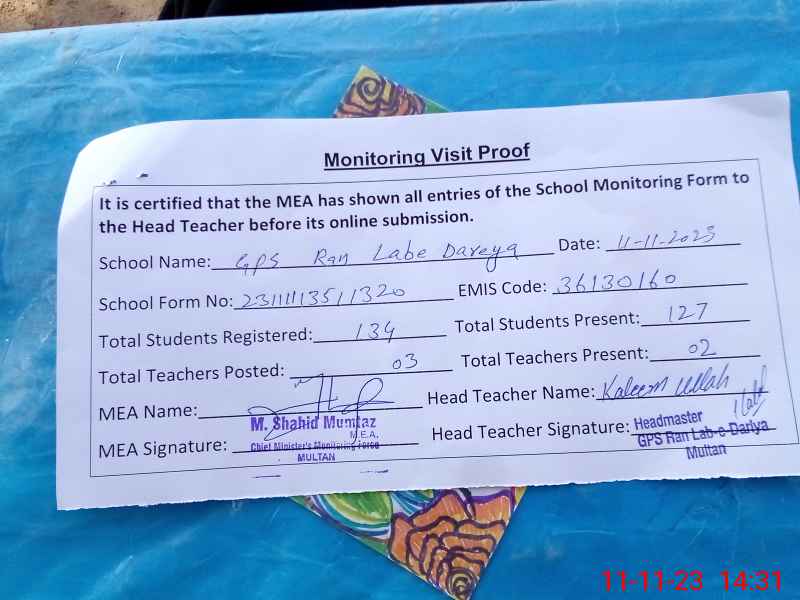 Monitoring Visit Proof
It is certified that the MEA has shown all entries of the School Monitoring Form to
the Head Teacher before its online submission.
School Name: GPS Ran Labe Dareya Date: 11-11-2023
School Form No: 2311113511320 EMIS Code: 36130160
Total Students Registered: 134 Total Students Present: 127
Total Teachers Posted: 03 Total Teachers Present: 02
MEA Name: Head Teacher Name: Kaleem Ullah
M. Shahid Mumtaz
M.E.A.
MEA Signature: Chief Minister's Monitoring Force
MULTAN
Head Teacher Signature: Headmaster
GPS Ran Lab-e-Dariya
Multan
11-11-23 14:31